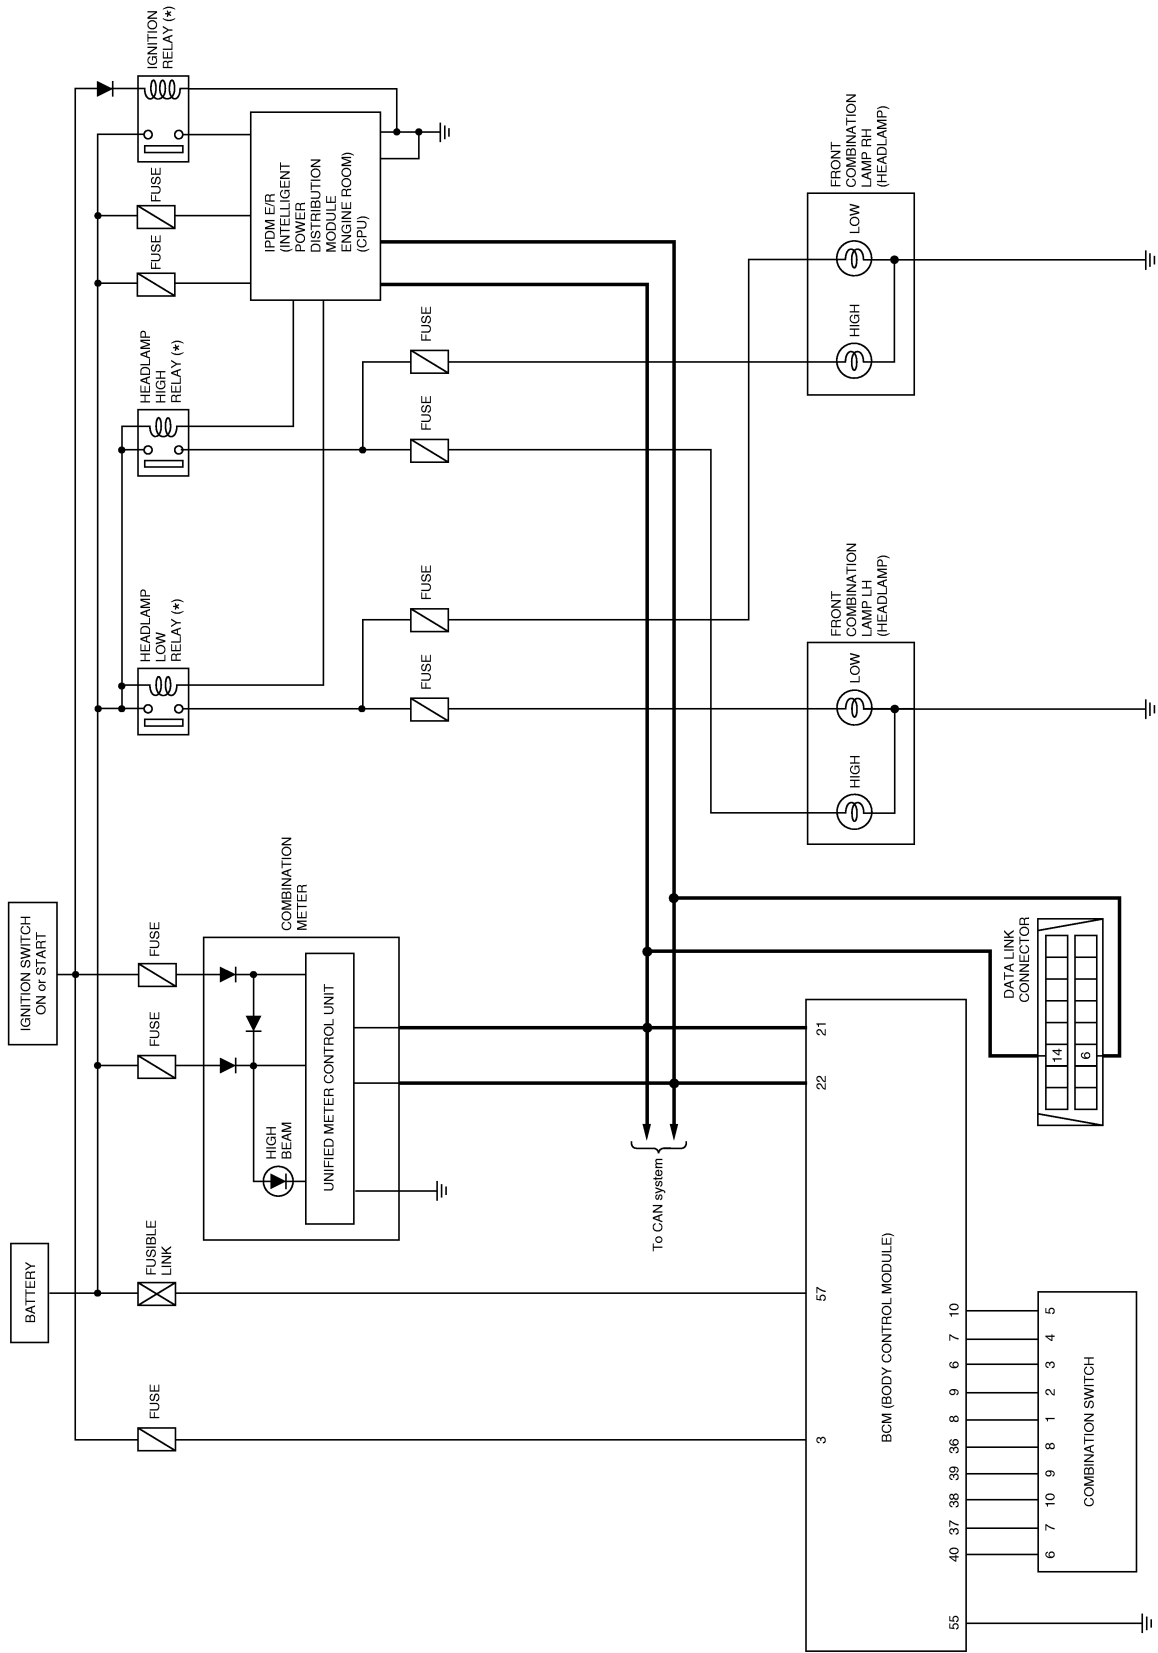 IGNITION SWITCH
ON or START
BATTERY
FUSE
FUSIBLE
LINK
FUSE
FUSE
HEADLAMP
LOW
RELAY (*)
HEADLAMP
HIGH
RELAY (*)
FUSE
FUSE
IGNITION
RELAY (*)
COMBINATION
METER
HIGH
BEAM
UNIFIED METER CONTROL UNIT
IPDM E/R
(INTELLIGENT
POWER
DISTRIBUTION
MODULE
ENGINE ROOM)
(CPU)
FUSE
FUSE
FUSE
FUSE
To CAN system
FRONT
COMBINATION
LAMP LH
(HEADLAMP)
HIGH
LOW
FRONT
COMBINATION
LAMP RH
(HEADLAMP)
HIGH
LOW
3
57
22
21
BCM (BODY CONTROL MODULE)
55
40
37
38
39
36
8
9
6
7
10
6
7
10
9
8
1
2
3
4
5
COMBINATION SWITCH
DATA LINK
CONNECTOR
14
6